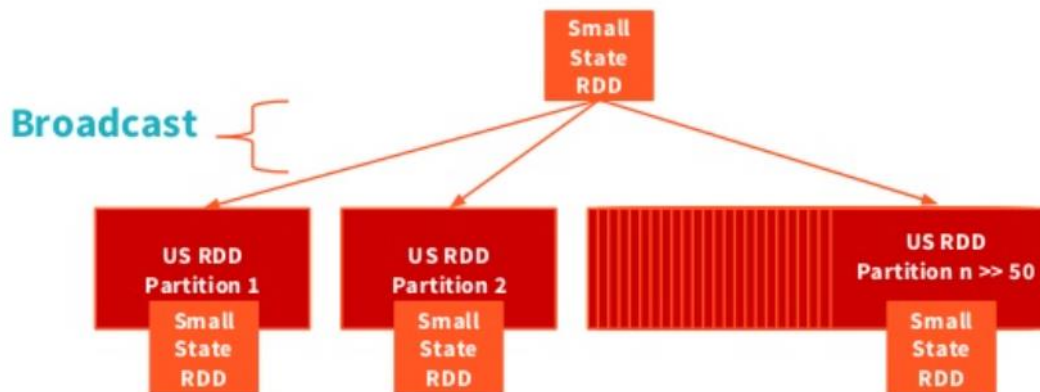 Small
State
RDD
Broadcast
US RDD
Partition 1
US RDD
Partition 2
US RDD
Partition n >> 50
Small
State
RDD
Small
State
RDD
Small
State
RDD